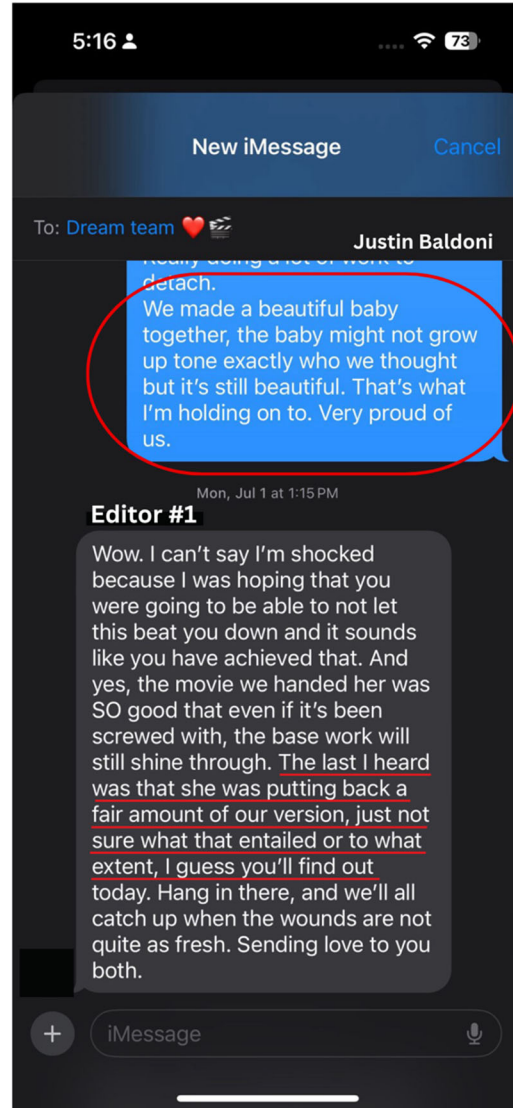 5:16
73
New iMessage
Cancel
To: Dream team ❤️🎬
Justin Baldoni
Really doing a lot of work to
detach.
We made a beautiful baby
together, the baby might not grow
up tone exactly who we thought
but it's still beautiful. That's what
I'm holding on to. Very proud of
us.
Mon, Jul 1 at 1:15 PM
Editor #1
Wow. I can't say I'm shocked
because I was hoping that you
were going to be able to not let
this beat you down and it sounds
like you have achieved that. And
yes, the movie we handed her was
SO good that even if it's been
screwed with, the base work will
still shine through. The last I heard
was that she was putting back a
fair amount of our version, just not
sure what that entailed or to what
extent, I guess you'll find out
today. Hang in there, and we'll all
catch up when the wounds are not
quite as fresh. Sending love to you
both.
iMessage